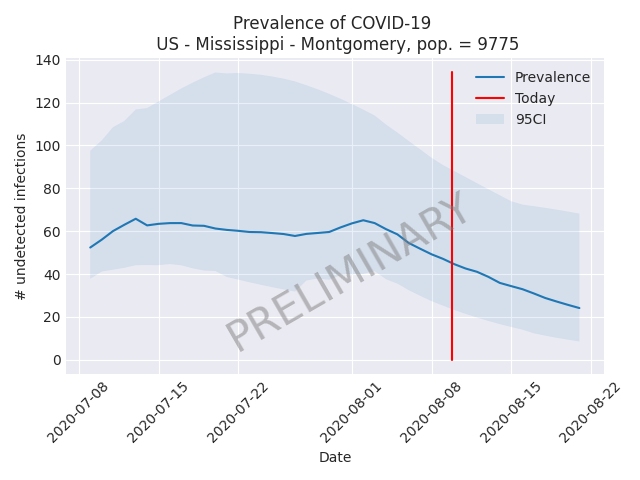 Prevalence of COVID-19
US - Mississippi - Montgomery, pop. = 9775
# undetected infections
140
120
100
80
60
40
20
0
Prevalence
Today
95CI
PRELIMINARY
2020-07-08
2020-07-15
2020-07-22
2020-08-01
2020-08-08
2020-08-15
2020-08-22
Date